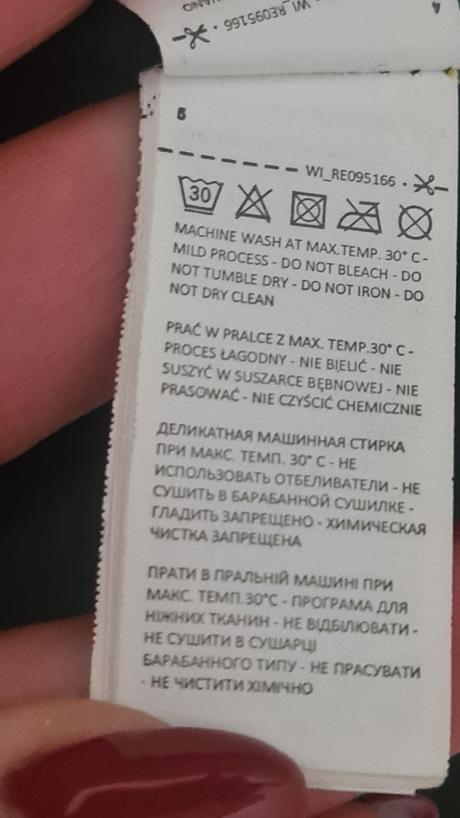 WI_RE095166
4
5
WI_RE095166
30
MACHINE WASH AT MAX.TEMP. 30° C -
MILD PROCESS - DO NOT BLEACH - DO
NOT TUMBLE DRY - DO NOT IRON - DO
NOT DRY CLEAN
PRAĆ W PRALCE Z MAX. TEMP.30° C -
PROCES ŁAGODNY - NIE BIELIĆ - NIE
SUSZYĆ W SUSZARCE BĘBNOWEJ - NIE
PRASOWAĆ - NIE CZYŚCIĆ CHEMICZNIE
ДЕЛИКАТНАЯ МАШИННАЯ СТИРКА
ПРИ МАКС. ТЕМП. 30° C - НЕ
ИСПОЛЬЗОВАТЬ ОТБЕЛИВАТЕЛИ - НЕ
СУШИТЬ В БАРАБАННОЙ СУШИЛКЕ -
ГЛАДИТЬ ЗАПРЕЩЕНО - ХИМИЧЕСКАЯ
ЧИСТКА ЗАПРЕЩЕНА
ПРАТИ В ПРАЛЬНІЙ МАШИНІ ПРИ
МАКС. ТЕМП.30°C - ПРОГРАМА ДЛЯ
НІЖНИХ ТКАНИН - НЕ ВІДБІЛЮВАТИ -
НЕ СУШИТИ В СУШАРЦІ
БАРАБАННОГО ТИПУ - НЕ ПРАСУВАТИ
- НЕ ЧИСТИТИ ХІМІЧНО